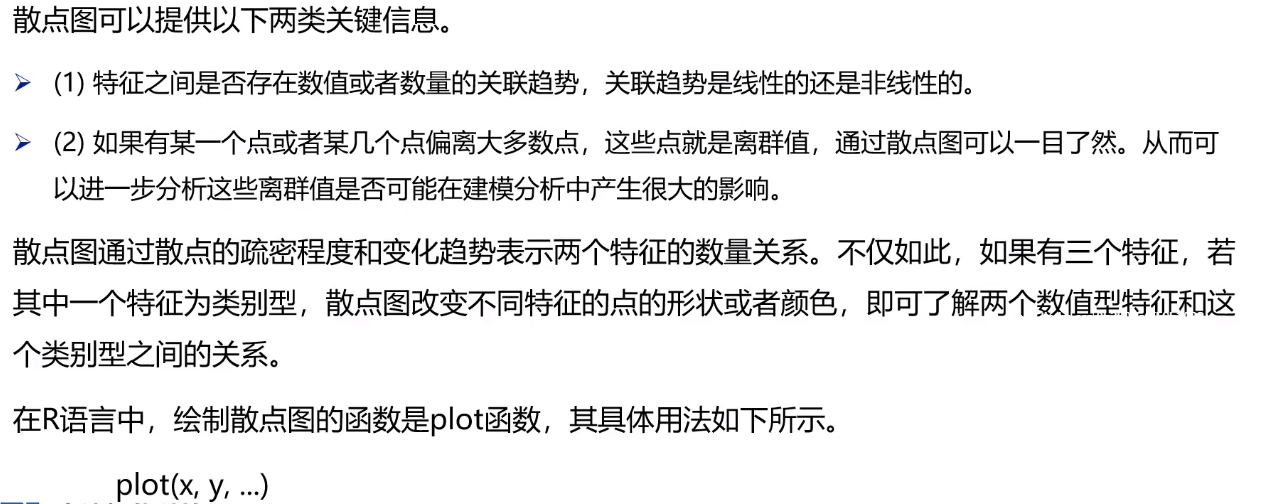 散点图可以提供以下两类关键信息。
(1) 特征之间是否存在数值或者数量的关联趋势，关联趋势是线性的还是非线性的。
(2) 如果有某一个点或者某几个点偏离大多数点，这些点就是离群值，通过散点图可以一目了然。从而可
以进一步分析这些离群值是否可能在建模分析中产生很大的影响。
散点图通过散点的疏密程度和变化趋势表示两个特征的数量关系。不仅如此，如果有三个特征，若
其中一个特征为类别型，散点图改变不同特征的点的形状或者颜色，即可了解两个数值型特征和这
个类别型之间的关系。
在R语言中，绘制散点图的函数是plot函数，其具体用法如下所示。
plot(x, y, ...)